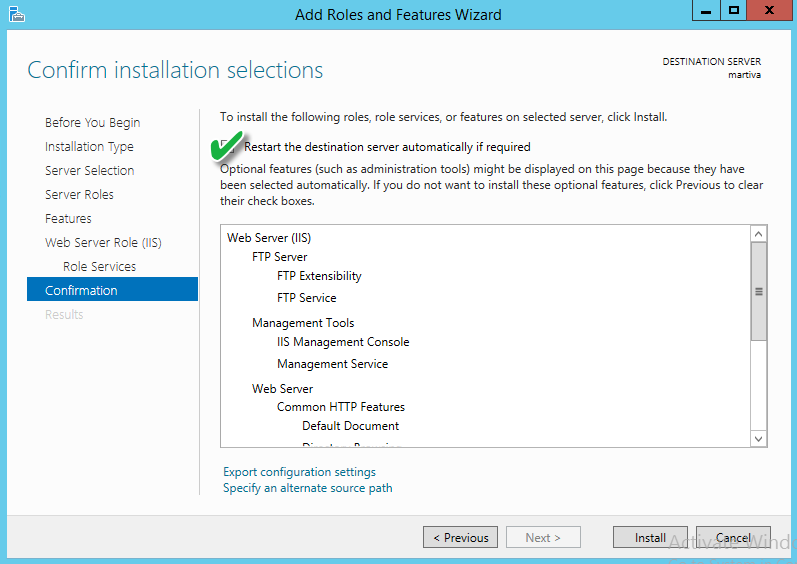 Add Roles and Features Wizard
Confirm installation selections
DESTINATION SERVER
martiva
Before You Begin
Installation Type
Server Selection
Server Roles
Features
Web Server Role (IIS)
Role Services
Confirmation
Results
To install the following roles, role services, or features on selected server, click Install.
Restart the destination server automatically if required
Optional features (such as administration tools) might be displayed on this page because they have
been selected automatically. If you do not want to install these optional features, click Previous to clear
their check boxes.
Web Server (IIS)
FTP Server
FTP Extensibility
FTP Service
Management Tools
IIS Management Console
Management Service
Web Server
Common HTTP Features
Default Document
Export configuration settings
Specify an alternate source path
< Previous
Next >
Install
Cancel
Activate Wind